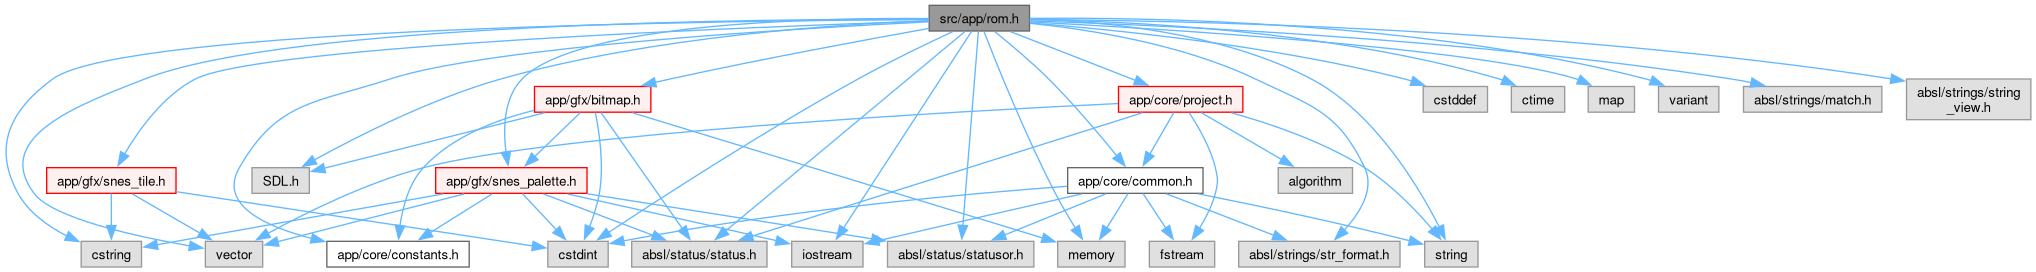 src/app/rom.h
app/gfx/bitmap.h
app/core/project.h
cstddef
ctime
map
variant
absl/strings/match.h
absl/strings/string
_view.h
app/gfx/snes_tile.h
SDL.h
app/gfx/snes_palette.h
app/core/common.h
algorithm
cstring
vector
app/core/constants.h
cstdint
absl/status/status.h
iostream
absl/status/statusor.h
memory
fstream
absl/strings/str_format.h
string